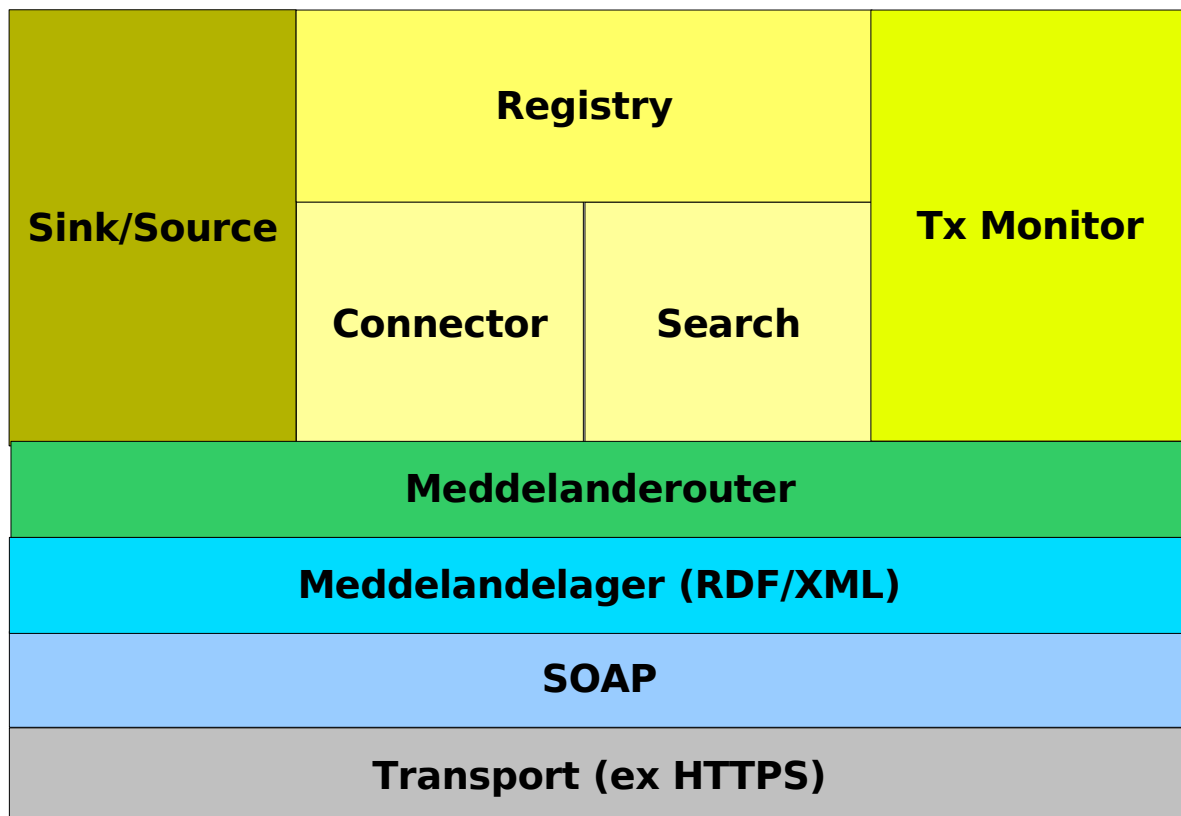 Registry
Sink/Source
Tx Monitor
Connector
Search
Meddelanderouter
Meddelandelager (RDF/XML)
SOAP
Transport (ex HTTPS)